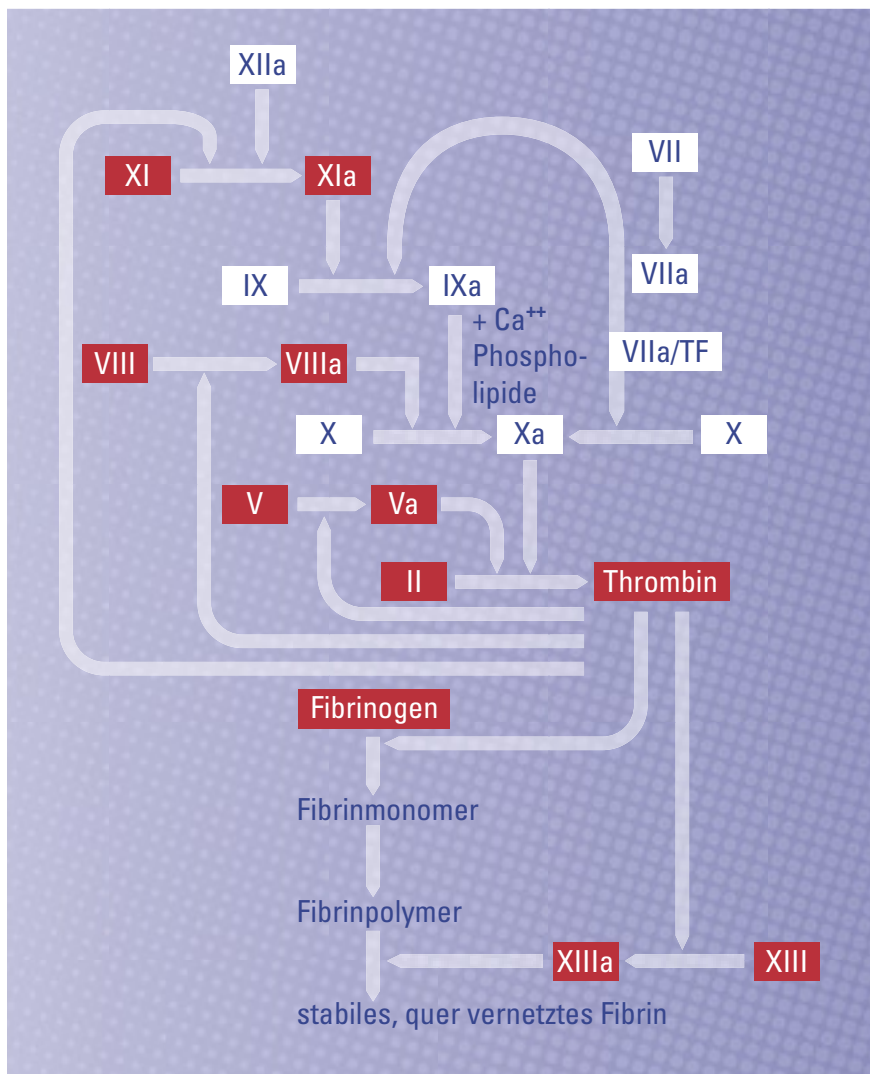 XIIa
VII
XI
XIa
VIIa
IX
IXa
+ Ca⁺⁺
Phospho-
lipide
VIII
VIIIa
VIIa/TF
X
Xa
X
V
Va
II
Thrombin
Fibrinogen
Fibrinmonomer
Fibrinpolymer
XIIIa
XIII
stabiles, quer vernetztes Fibrin